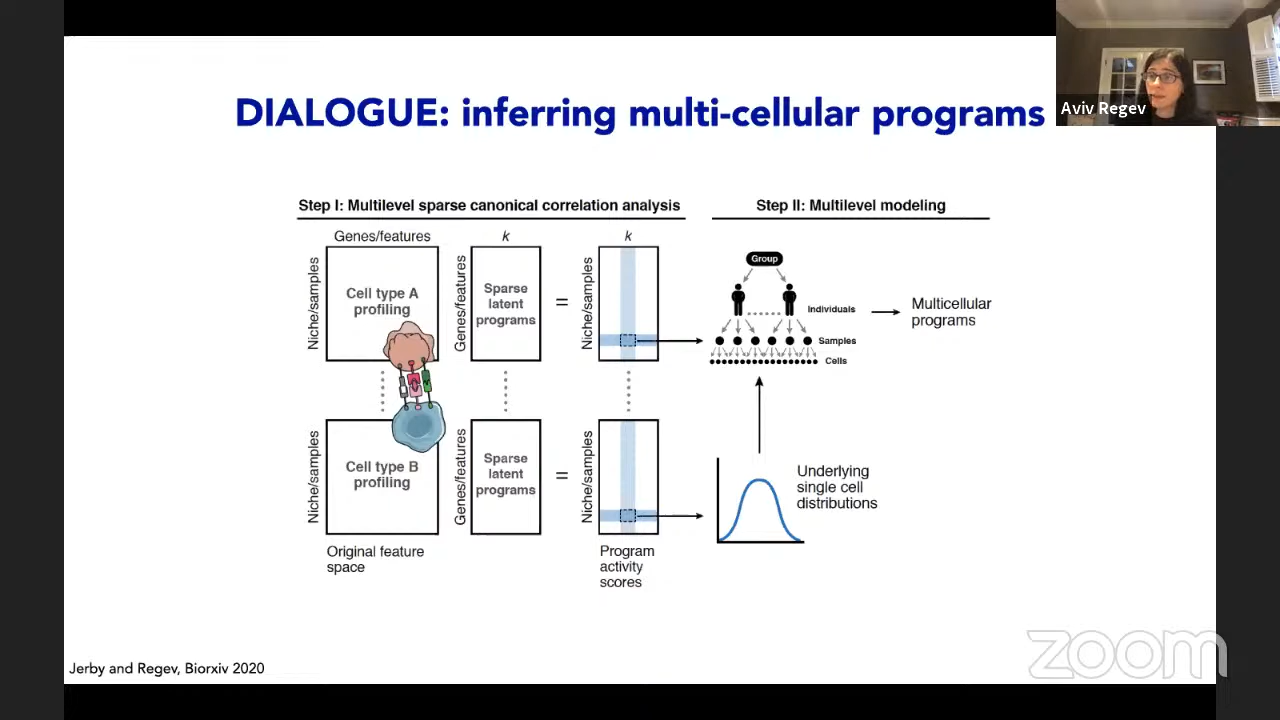 DIALOGUE: inferring multi-cellular programs
Aviv Regev
Step I: Multilevel sparse canonical correlation analysis
Step II: Multilevel modeling
Genes/features
k
k
Niche/samples
Cell type A
profiling
Genes/features
Sparse
latent
programs
=
Niche/samples
Group
Individuals
Samples
Cells
Multicellular
programs
Niche/samples
Cell type B
profiling
Genes/features
Sparse
latent
programs
=
Niche/samples
Underlying
single cell
distributions
Original feature
space
Program
activity
scores
Jerby and Regev, Biorxiv 2020
zoom